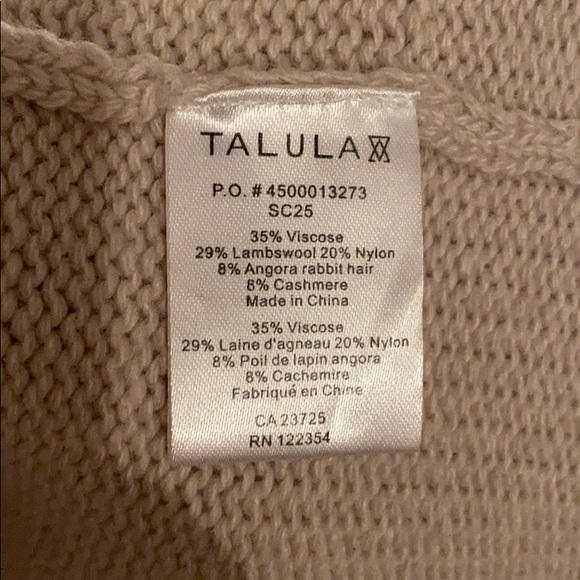 TALULA
P.O. # 4500013273
SC25
35% Viscose
29% Lambswool 20% Nylon
8% Angora rabbit hair
8% Cashmere
Made in China
35% Viscose
29% Laine d'agneau 20% Nylon
8% Poil de lapin angora
8% Cachemire
Fabriqué en Chine
CA 23725
RN 122354